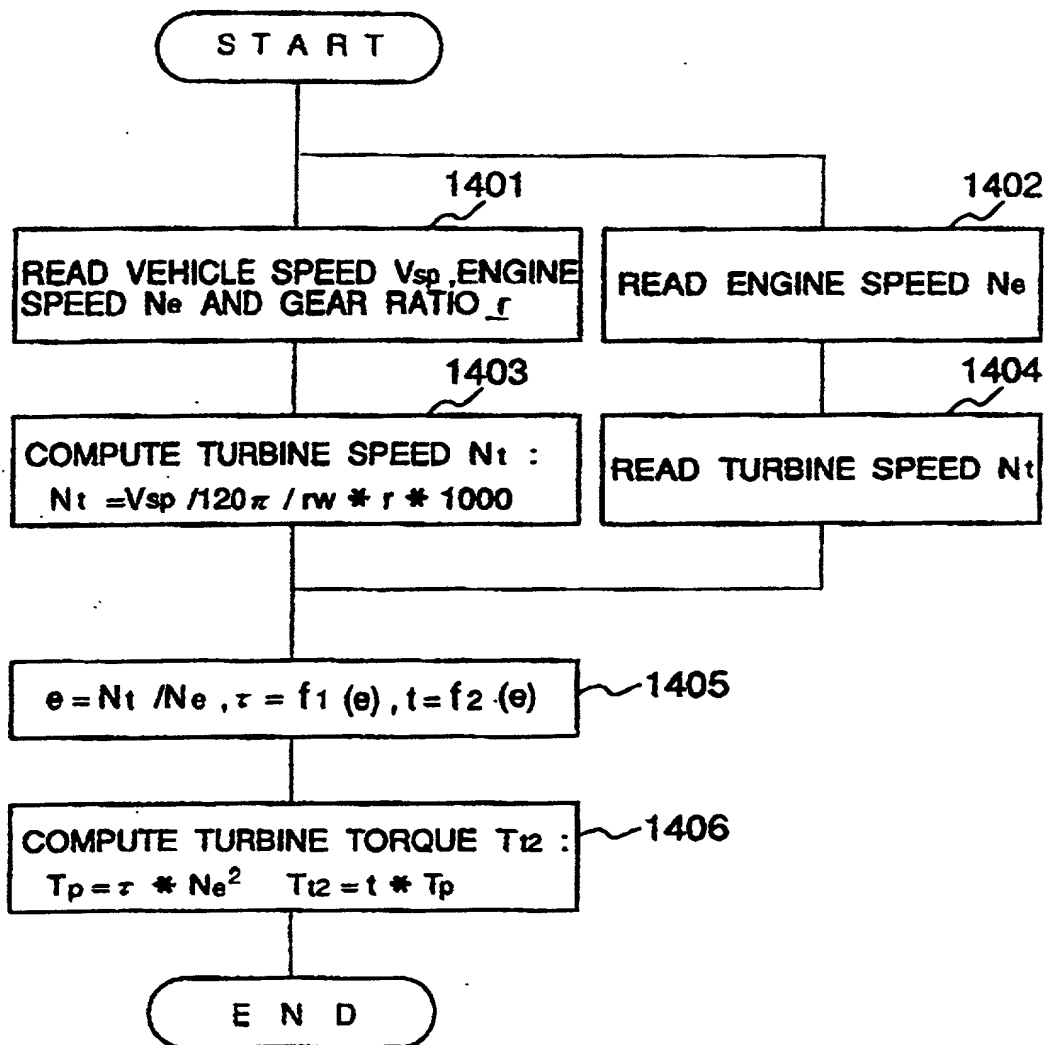 START
1401
1402
READ VEHICLE SPEED Vsp, ENGINE
SPEED Ne AND GEAR RATIO r
READ ENGINE SPEED Ne
1403
1404
COMPUTE TURBINE SPEED Nt :
Nt = Vsp /120π / rw * r * 1000
READ TURBINE SPEED Nt
e = Nt /Ne , τ = f1 (e) , t = f2 (e)
1405
COMPUTE TURBINE TORQUE Tt2 :
Tp = τ * Ne² Tt2 = t * Tp
1406
END